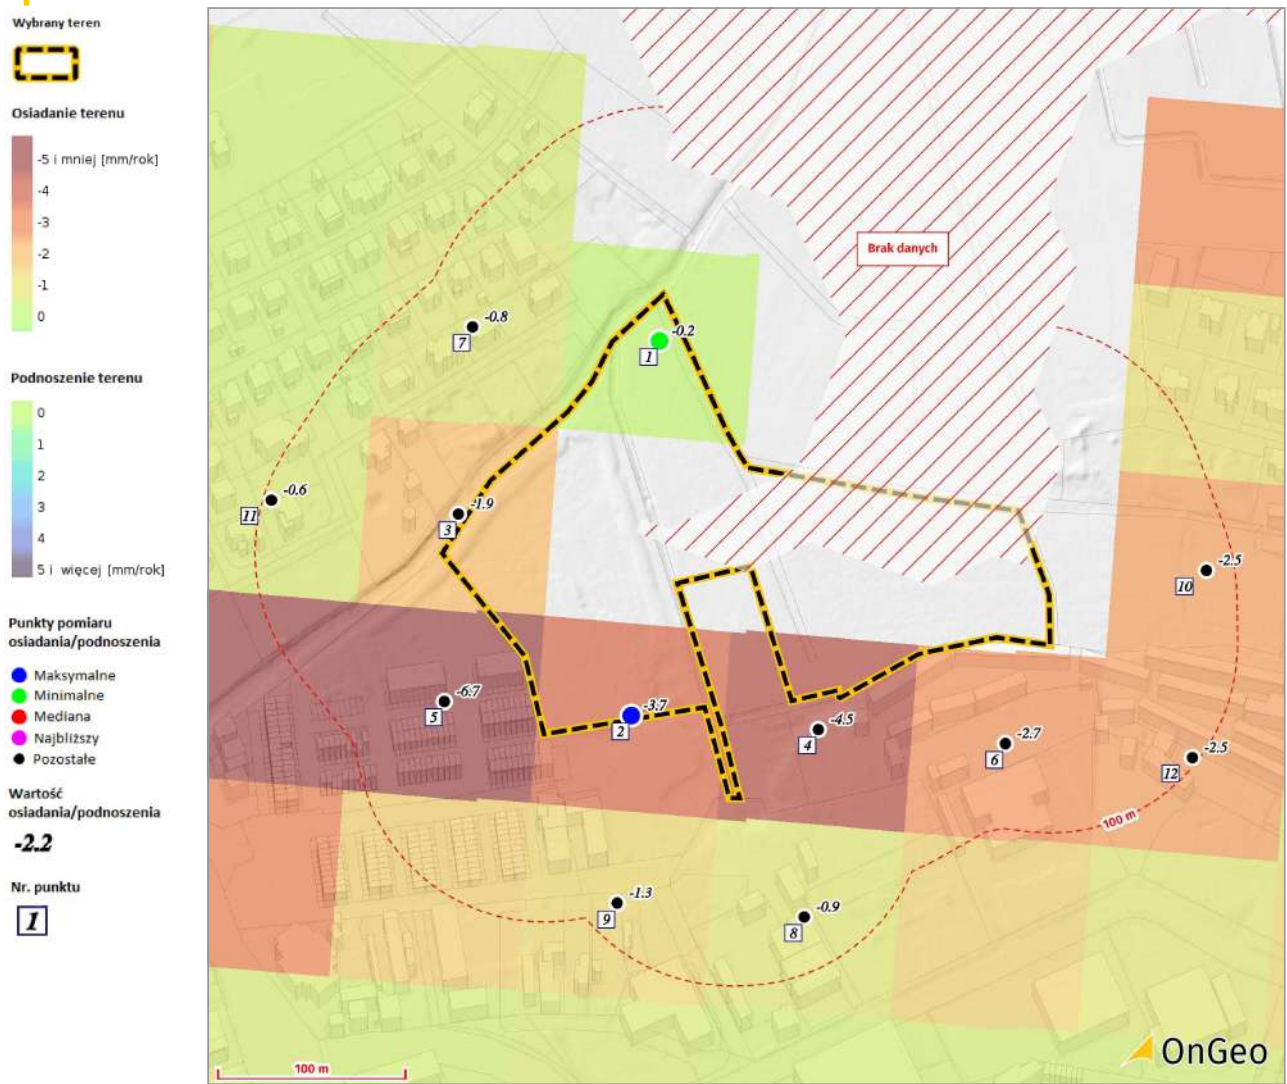 Wybrany teren
Osiadanie terenu
-5 i mniej [mm/rok]
-4
-3
-2
-1
0
Podnoszenie terenu
0
1
2
3
4
5 i więcej [mm/rok]
Punkty pomiaru
osiadania/podnoszenia
Maksymalne
Minimalne
Mediana
Najbliższy
Pozostałe
Wartość
osiadania/podnoszenia
-2.2
Nr. punktu
1
Brak danych
-0.8
7
-0.2
1
-0.6
11
-1.9
3
-2.5
10
-6.7
5
-3.7
2
-4.5
4
-2.7
6
-2.5
12
100 m
-1.3
9
-0.9
8
100 m
OnGeo